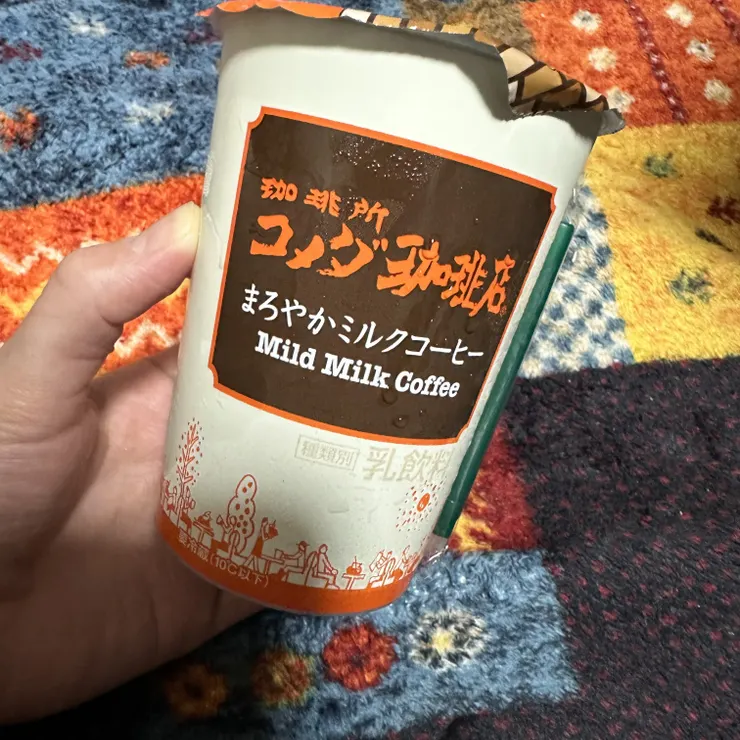 珈琲所
コメダ珈琲店
まろやかミルクコーヒー
Mild Milk Coffee
種類別 乳飲料
要冷蔵(10℃以下)